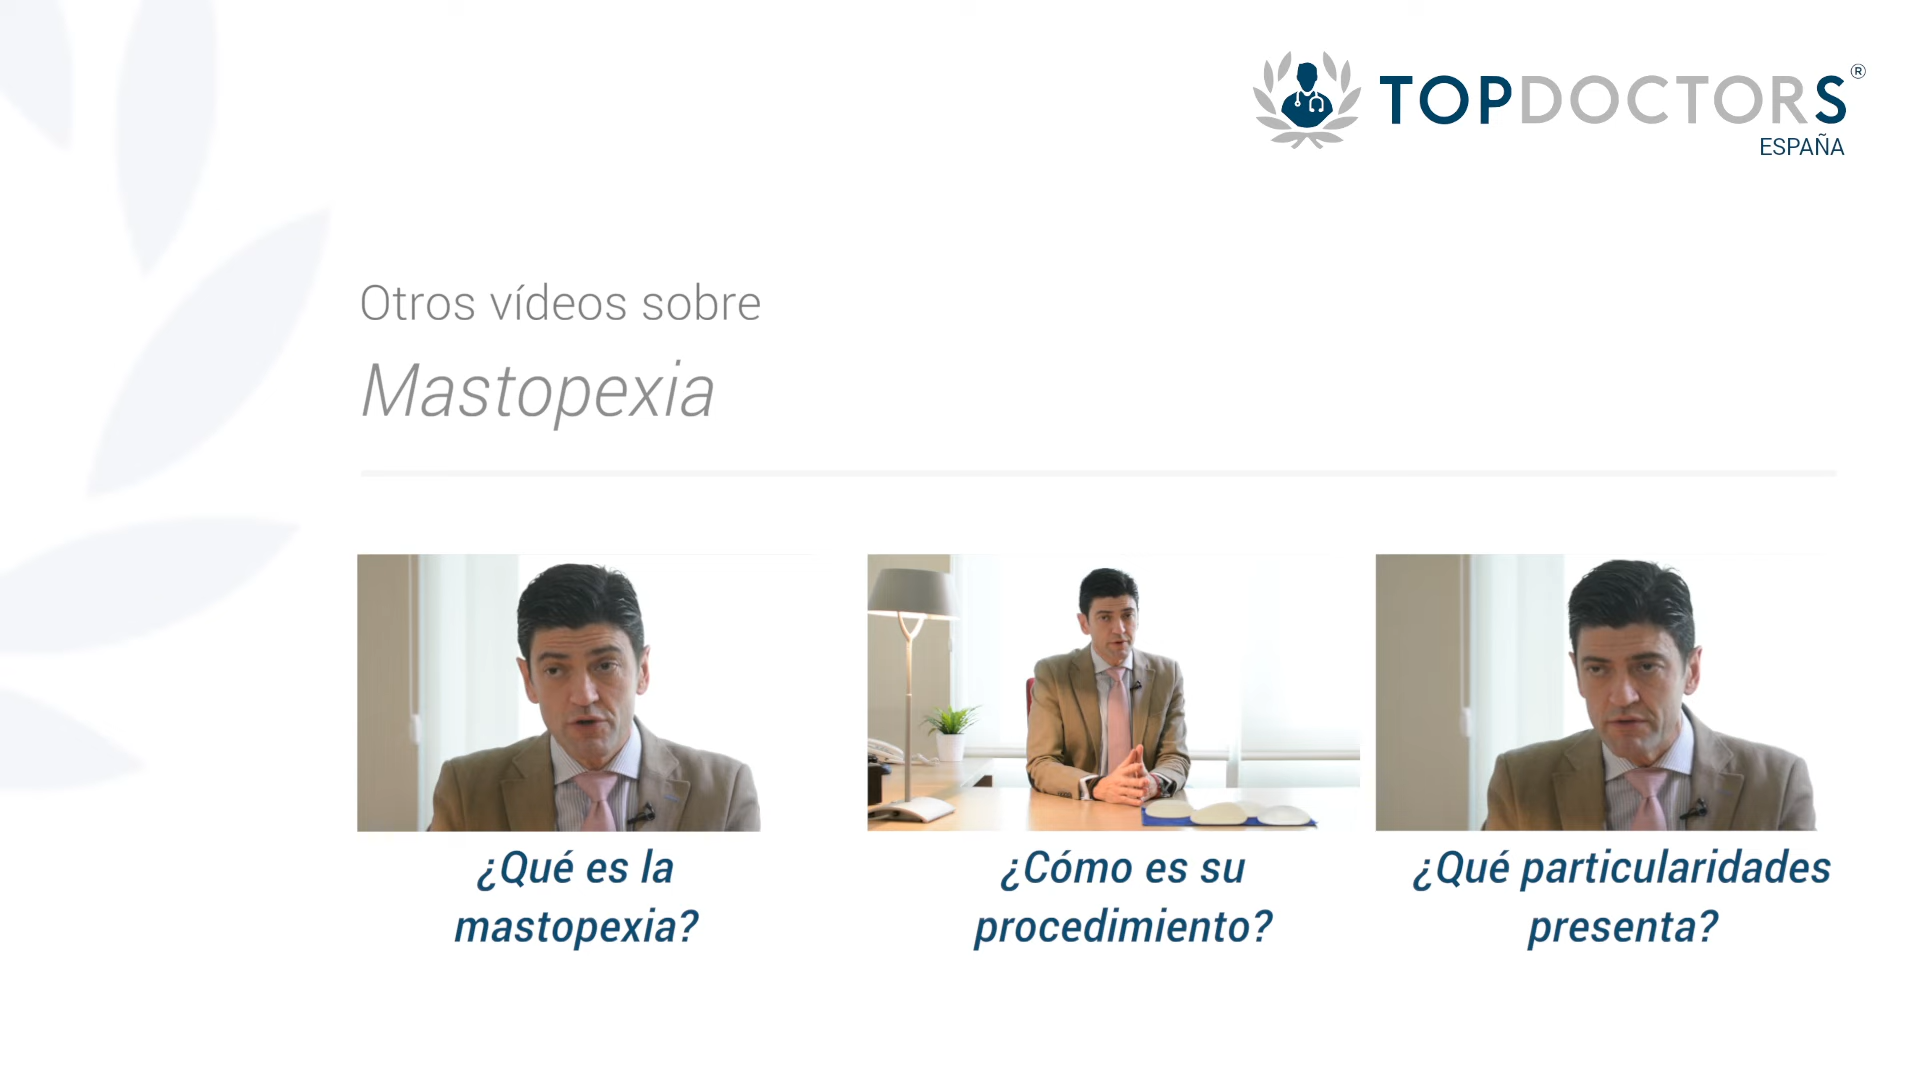 TOPDOCTORS®
ESPAÑA
Otros vídeos sobre
Mastopexia
¿Qué es la
mastopexia?
¿Cómo es su
procedimiento?
¿Qué particularidades
presenta?